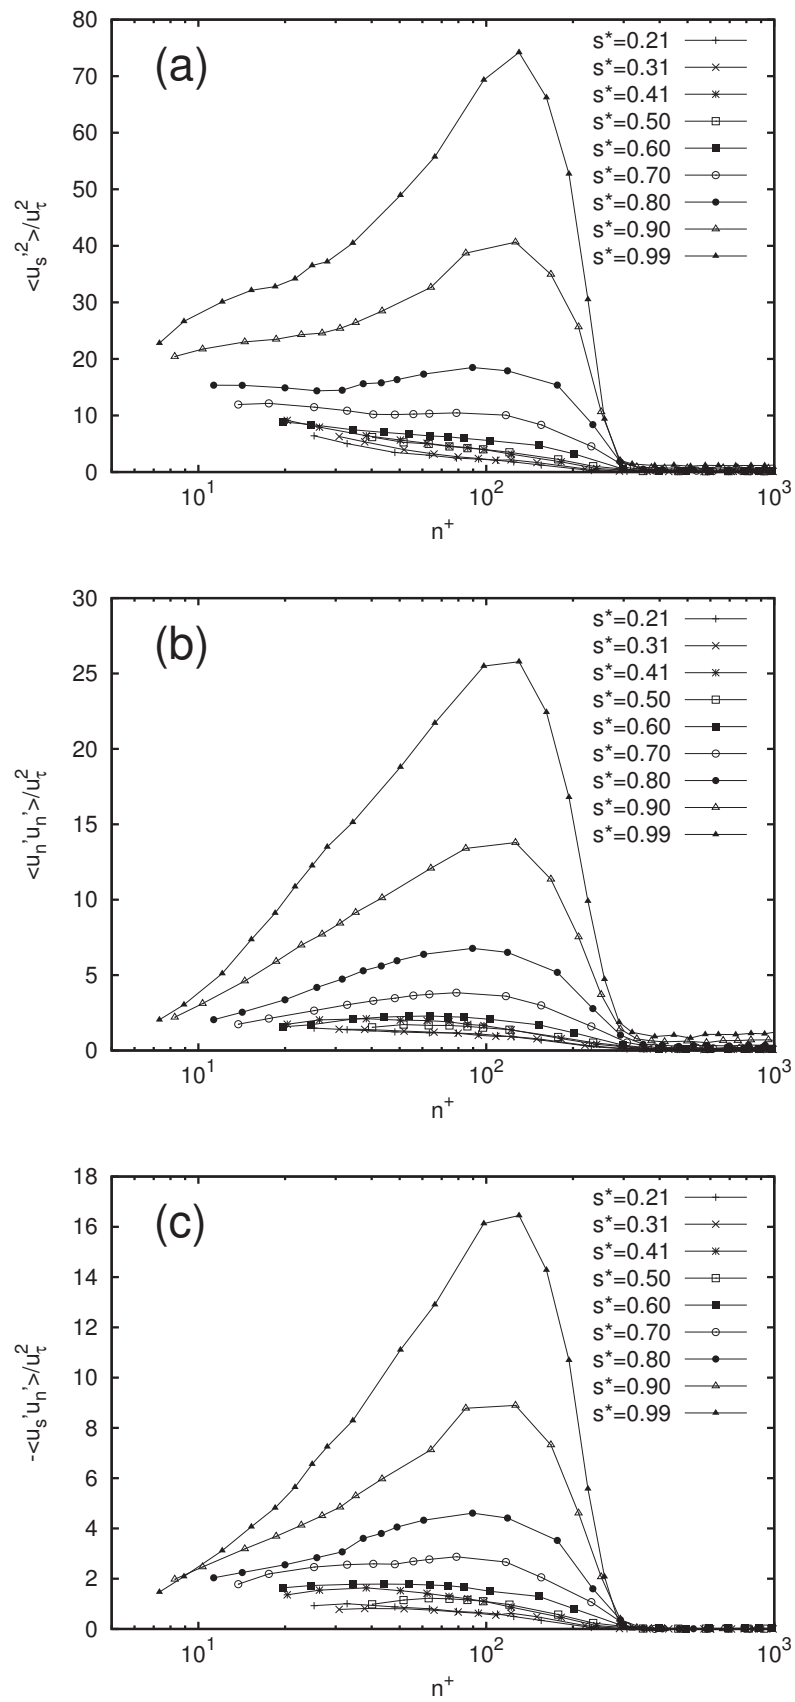 (a)
<u_s'^2>/u_τ^2
80
70
60
50
40
30
20
10
0
s*=0.21
s*=0.31
s*=0.41
s*=0.50
s*=0.60
s*=0.70
s*=0.80
s*=0.90
s*=0.99
10^1
10^2
10^3
n^+
(b)
<u_n'u_n'>/u_τ^2
30
25
20
15
10
5
0
s*=0.21
s*=0.31
s*=0.41
s*=0.50
s*=0.60
s*=0.70
s*=0.80
s*=0.90
s*=0.99
10^1
10^2
10^3
n^+
(c)
-<u_s'u_n'>/u_τ^2
18
16
14
12
10
8
6
4
2
0
s*=0.21
s*=0.31
s*=0.41
s*=0.50
s*=0.60
s*=0.70
s*=0.80
s*=0.90
s*=0.99
10^1
10^2
10^3
n^+